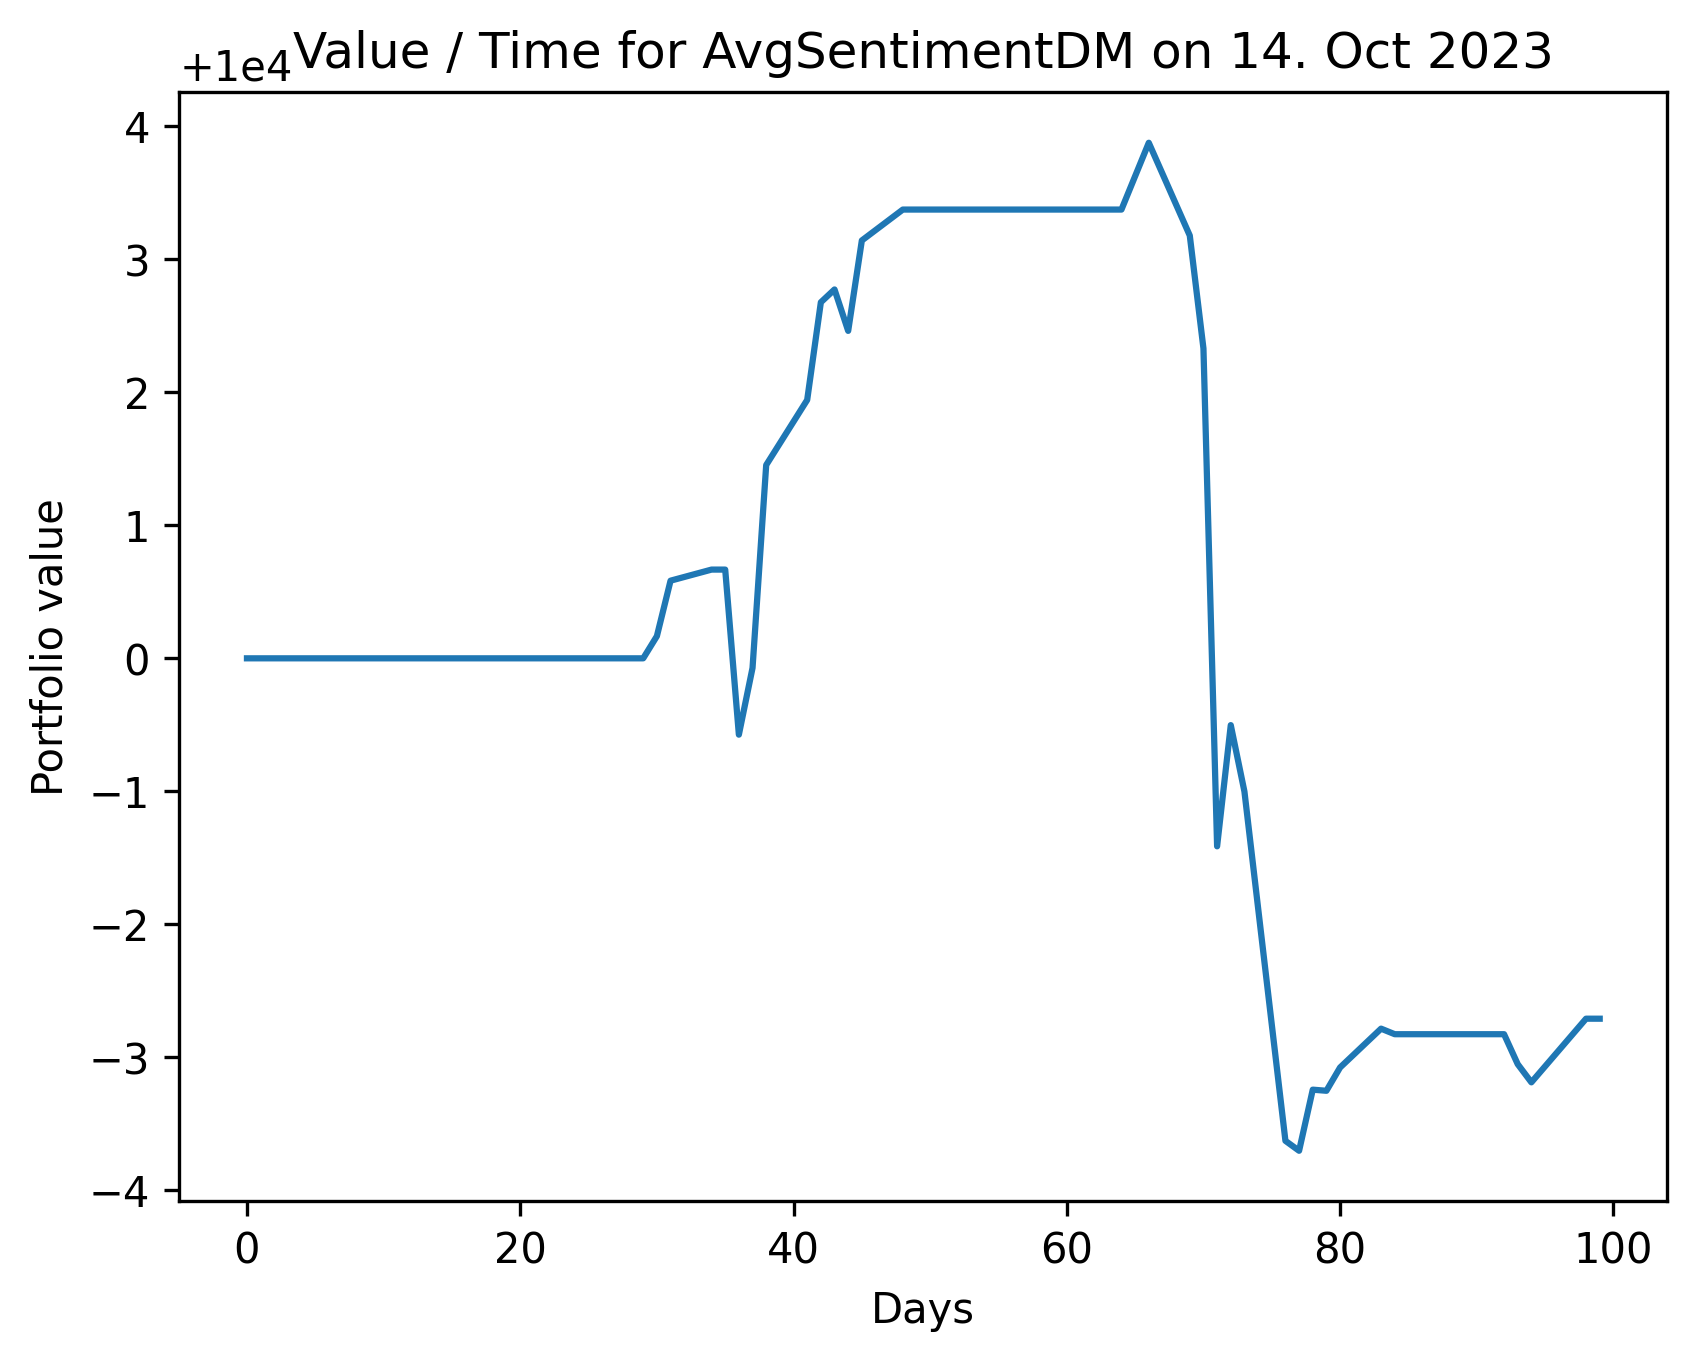 Value / Time for AvgSentimentDM on 14. Oct 2023
+1e4
4
3
2
1
0
−1
−2
−3
−4
Portfolio value
0 20 40 60 80 100
Days